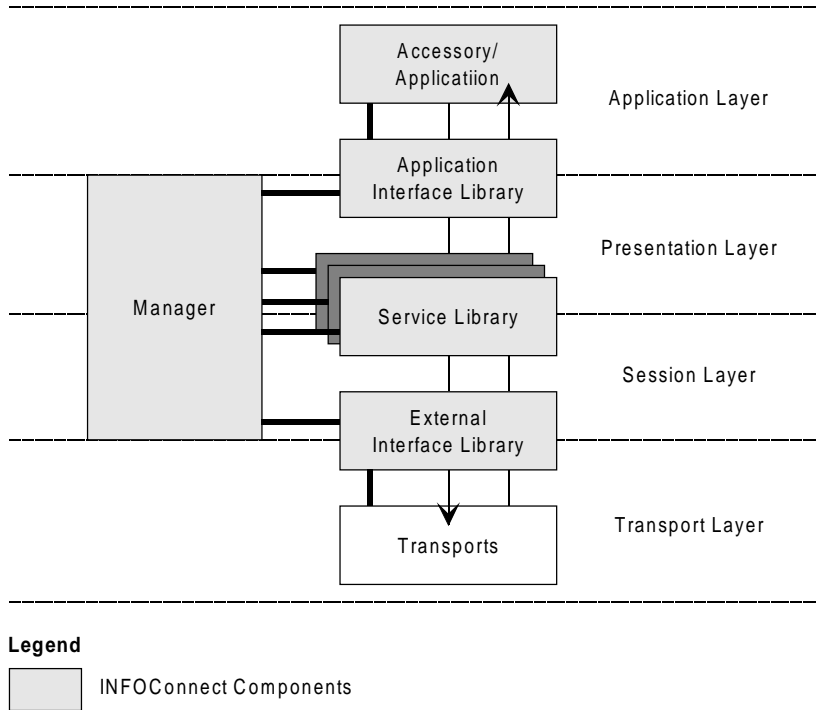 Accessory/
Applicatiion
Application Layer
Application
Interface Library
Presentation Layer
Manager
Service Library
Session Layer
External
Interface Library
Transport Layer
Transports
Legend
INFOConnect Components